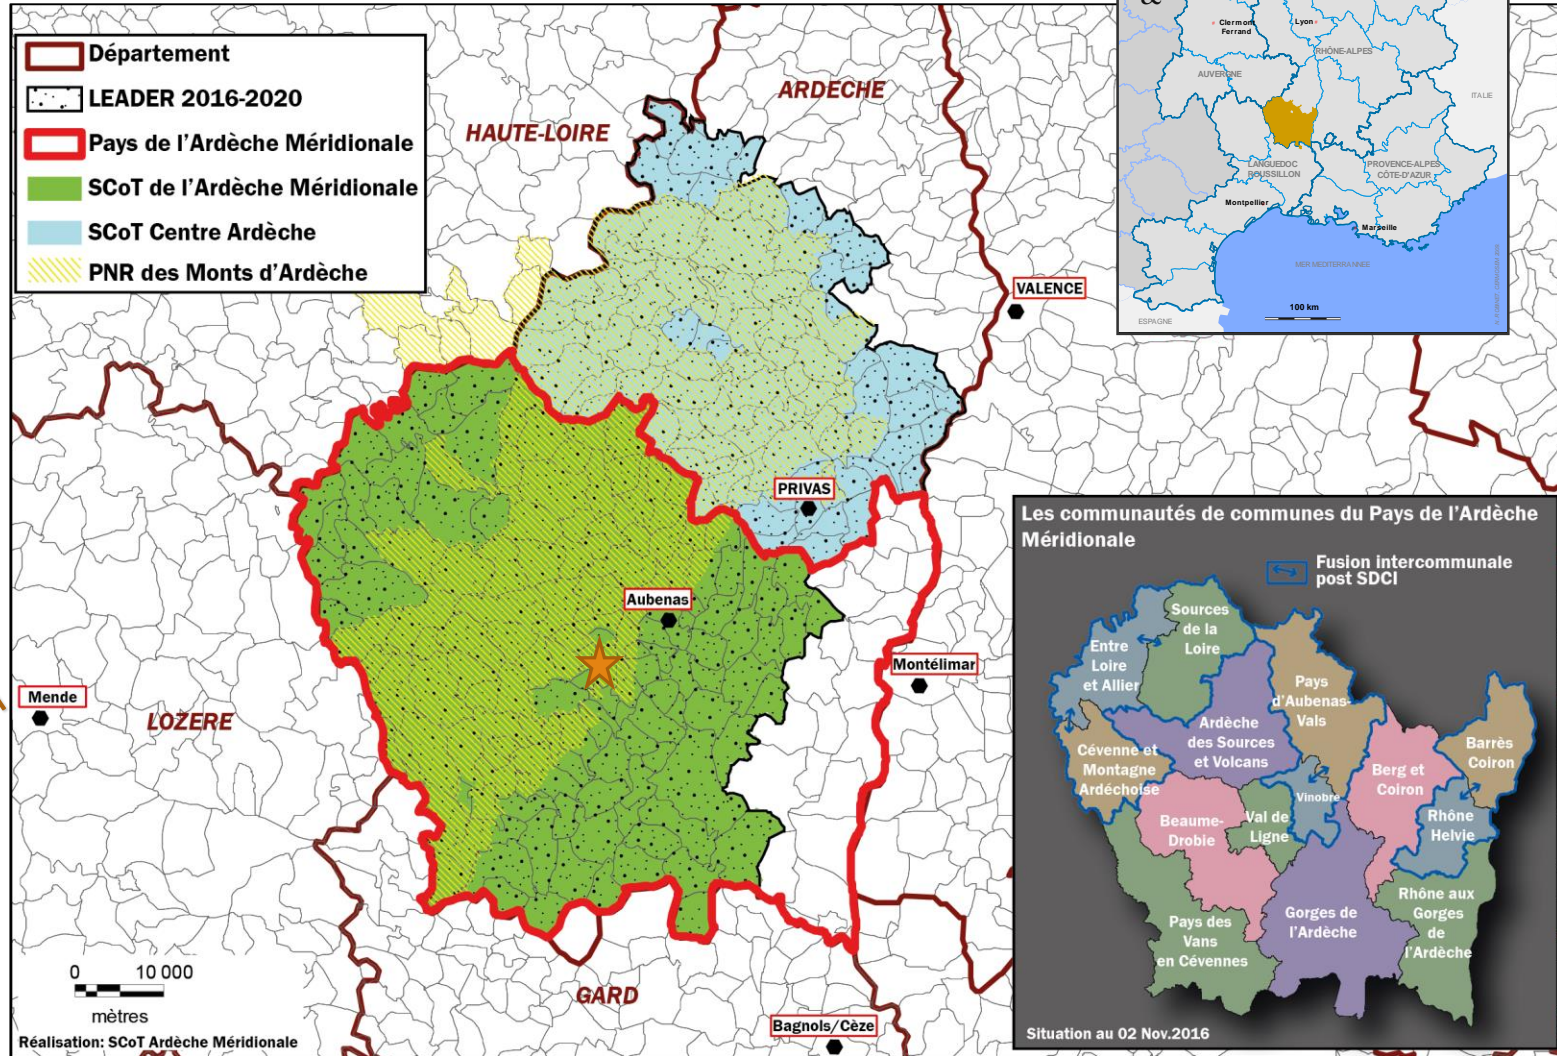 Département
LEADER 2016-2020
Pays de l'Ardèche Méridionale
SCoT de l'Ardèche Méridionale
SCoT Centre Ardèche
PNR des Monts d'Ardèche
HAUTE-LOIRE
ARDECHE
VALENCE
PRIVAS
Aubenas
Montélimar
Mende
LOZERE
GARD
Bagnols/Cèze
0 10 000
mètres
Réalisation: SCoT Ardèche Méridionale
&
Clermont
Ferrand
Lyon
RHÔNE-ALPES
AUVERGNE
ITALIE
LANGUEDOC
ROUSSILLON
PROVENCE-ALPES
CÔTE-D'AZUR
Montpellier
Marseille
MER MEDITERRANNEE
100 km
ESPAGNE
Les communautés de communes du Pays de l'Ardèche
Méridionale
Fusion intercommunale
post SDCI
Sources
de la
Loire
Entre
Loire
et Allier
Pays
d'Aubenas-
Vals
Ardèche
des Sources
et Volcans
Cévenne et
Montagne
Ardéchoise
Barrès
Coiron
Berg et
Coiron
Vinobre
Rhône
Helvie
Beaume-
Drobie
Val de
Ligne
Rhône aux
Gorges
de
l'Ardèche
Gorges de
l'Ardèche
Pays des
Vans
en Cévennes
Situation au 02 Nov.2016